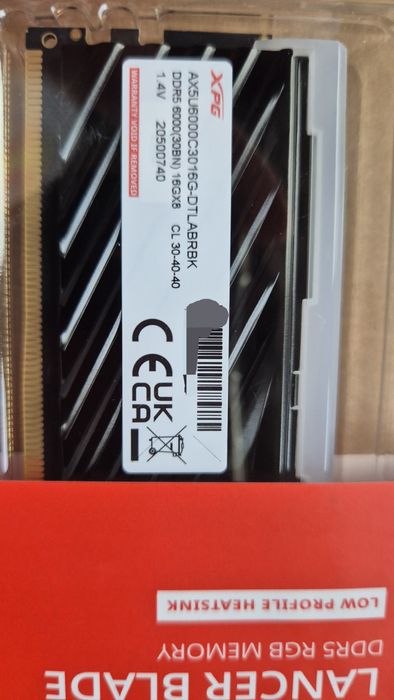 XPG
AX5U6000C3016G-DTLABRBK
DDR5 6000(30BN) 16GX8 CL 30-40-40
1.4V 20500740
WARRANTY VOID IF REMOVED
CE
UK
CA
LOW PROFILE HEATSINK
DDR5 RGB MEMORY
LANCER BLADE